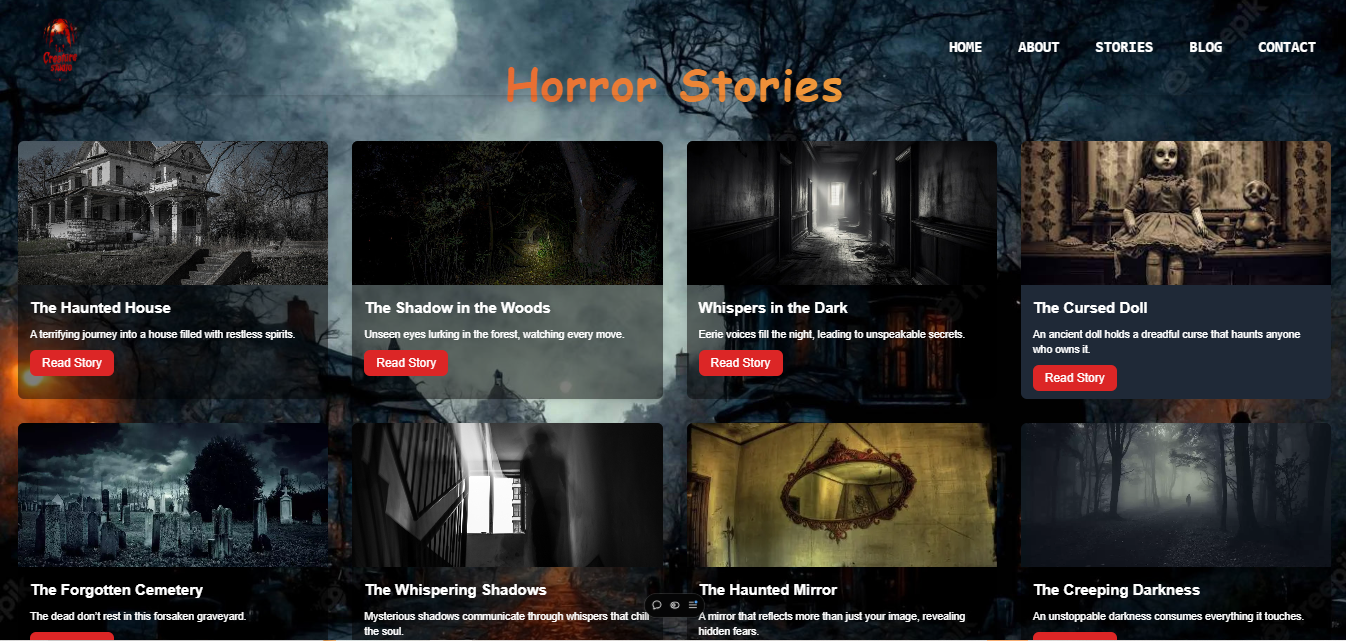 HOME ABOUT STORIES BLOG CONTACT
Horror Stories
The Haunted House
A terrifying journey into a house filled with restless spirits.
Read Story
The Shadow in the Woods
Unseen eyes lurking in the forest, watching every move.
Read Story
Whispers in the Dark
Eerie voices fill the night, leading to unspeakable secrets.
Read Story
The Cursed Doll
An ancient doll holds a dreadful curse that haunts anyone
who owns it.
Read Story
The Forgotten Cemetery
The dead don't rest in this forsaken graveyard.
The Whispering Shadows
Mysterious shadows communicate through whispers that chill
the soul.
The Haunted Mirror
A mirror that reflects more than just your image, revealing
hidden fears.
The Creeping Darkness
An unstoppable darkness consumes everything it touches.